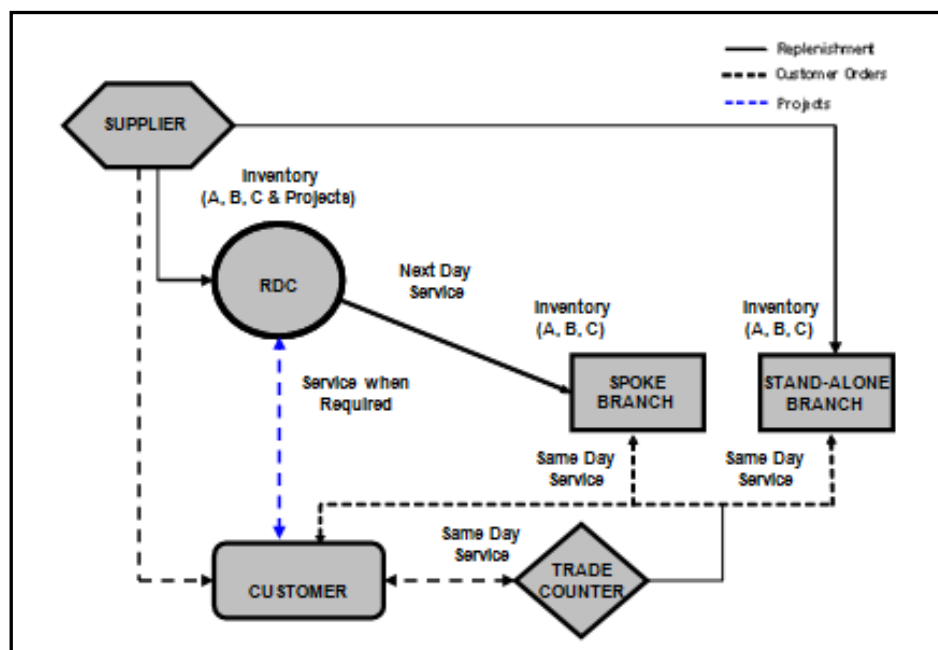 Replenishment
Customer Orders
Projects
SUPPLIER
Inventory
(A, B, C & Projects)
RDC
Next Day
Service
Inventory
(A, B, C)
Inventory
(A, B, C)
SPOKE
BRANCH
STAND-ALONE
BRANCH
Service when
Required
Same Day
Service
Same Day
Service
Same Day
Service
CUSTOMER
TRADE
COUNTER